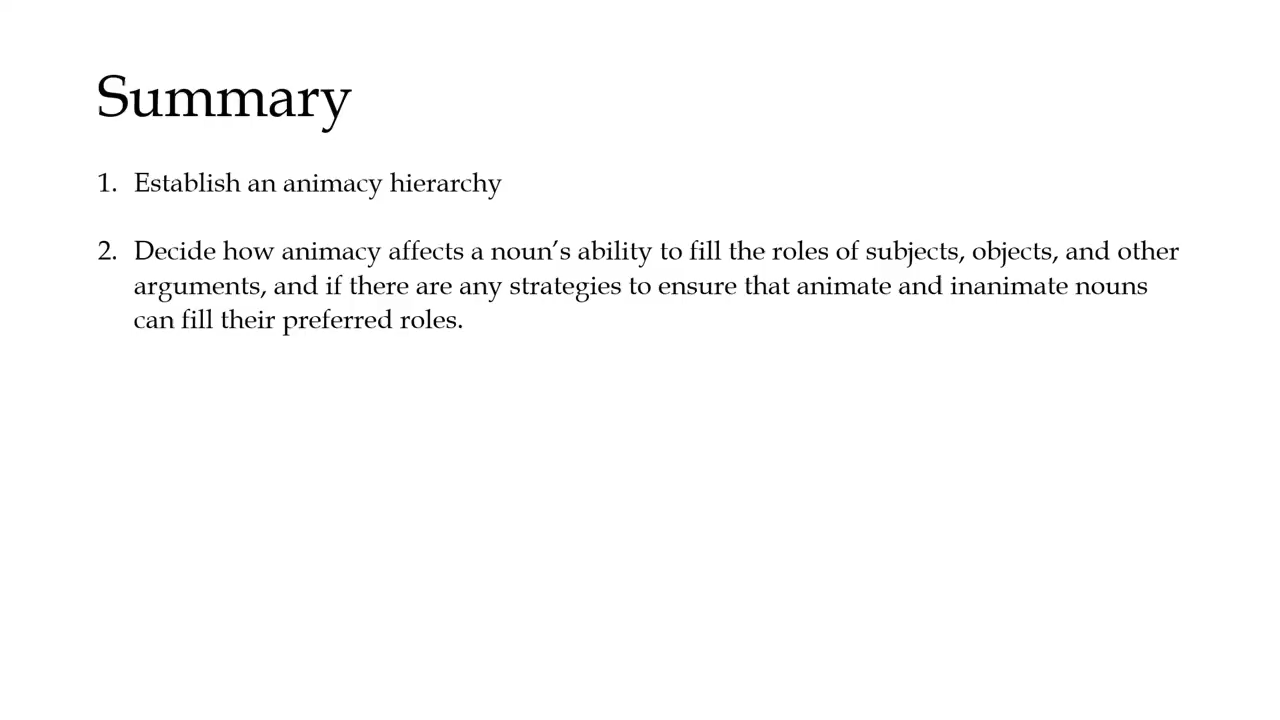 Summary
1. Establish an animacy hierarchy
2. Decide how animacy affects a noun’s ability to fill the roles of subjects, objects, and other
arguments, and if there are any strategies to ensure that animate and inanimate nouns
can fill their preferred roles.